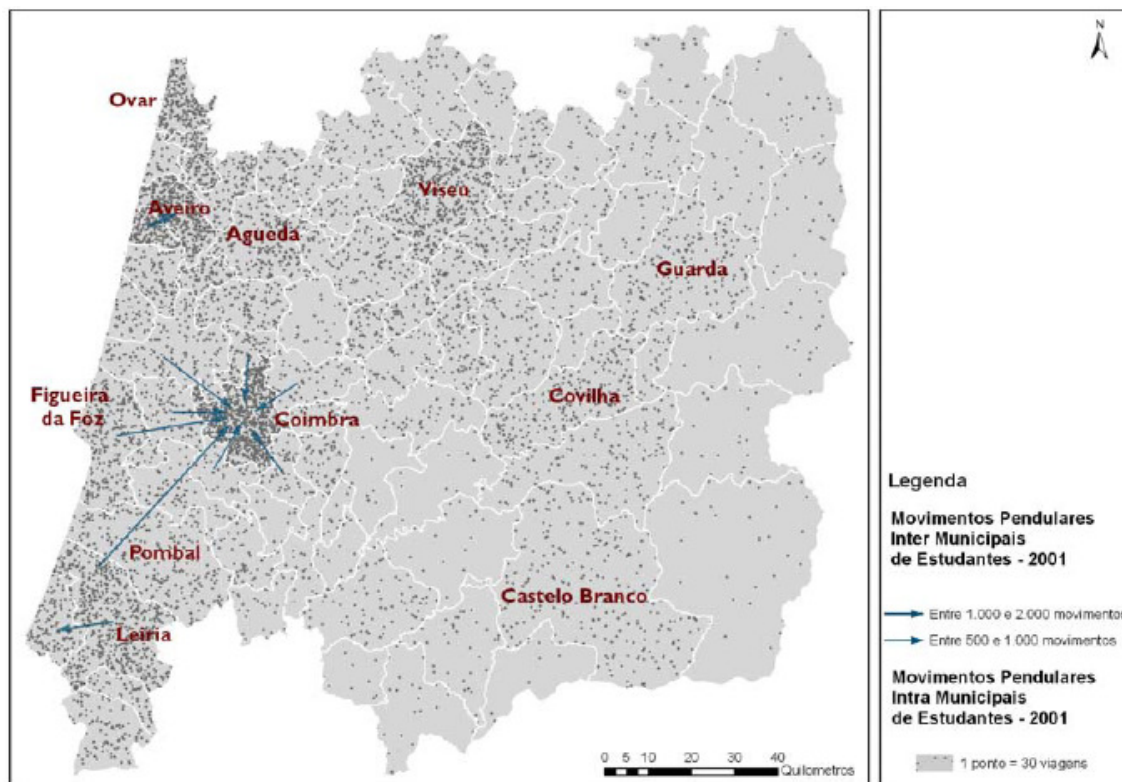 N
Ovar
Aveiro
Viseu
Agueda
Guarda
Figueira
da Foz
Coimbra
Covilha
Pombal
Castelo Branco
Leiria
0 5 10 20 30 40
Quilometros
Legenda
Movimentos Pendulares
Inter Municipais
de Estudantes - 2001
Entre 1.000 e 2.000 movimentos
Entre 500 e 1.000 movimentos
Movimentos Pendulares
Intra Municipais
de Estudantes - 2001
1 ponto = 30 viagens